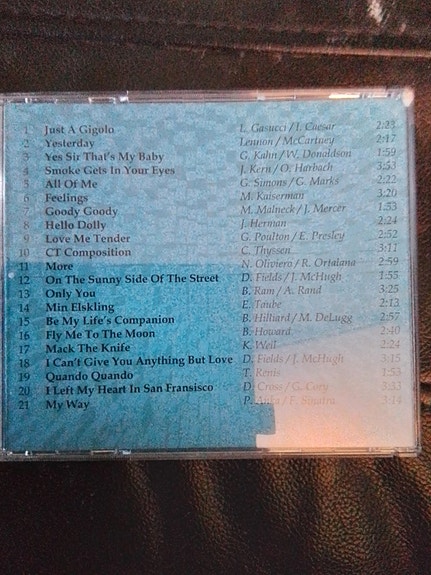 1 Just A Gigolo L. Gasucci / I. Caesar 2:23
2 Yesterday Lennon / McCartney 2:17
3 Yes Sir That's My Baby G. Kahn / W. Donaldson 1:59
4 Smoke Gets In Your Eyes J. Kern / O. Harbach 3:53
5 All Of Me G. Simons / G. Marks 2:22
6 Feelings M. Kaiserman 3:20
7 Goody Goody M. Malneck / J. Mercer 1:53
8 Hello Dolly J. Herman 2:24
9 Love Me Tender G. Poulton / E. Presley 2:52
10 CT Composition C. Thyssen 3:11
11 More N. Oliviero / R. Ortaiana 2:59
12 On The Sunny Side Of The Street D. Fields / J. McHugh 1:55
13 Only You B. Ram / A. Rand 3:25
14 Min Elskling E. Taube 2:13
15 Be My Life's Companion B. Hilliard / M. DeLugg 2:57
16 Fly Me To The Moon B. Howard 2:40
17 Mack The Knife K. Weil 2:24
18 I Can't Give You Anything But Love D. Fields / J. McHugh 3:15
19 Quando Quando T. Renis 1:53
20 I Left My Heart In San Fransisco D. Cross / G. Cory 3:33
21 My Way P. Anka / F. Sinatra 3:14